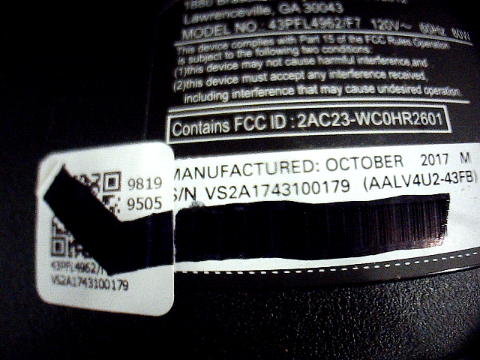 Lawrenceville, GA 30043
MODEL NO : 43PFL4962/F7 120V~ 60Hz 60W
This device complies with Part 15 of the FCC Rules Operation
is subject to the following two conditions:
(1)this device may not cause harmful interference,and
(2)this device must accept any interference received,
including interference that may cause undesired operation.
Contains FCC ID : 2AC23-WC0HR2601
MANUFACTURED: OCTOBER 2017 M
S/N VS2A1743100179 (AALV4U2-43FB)
9819
9505
43PFL4962/F
VS2A1743100179